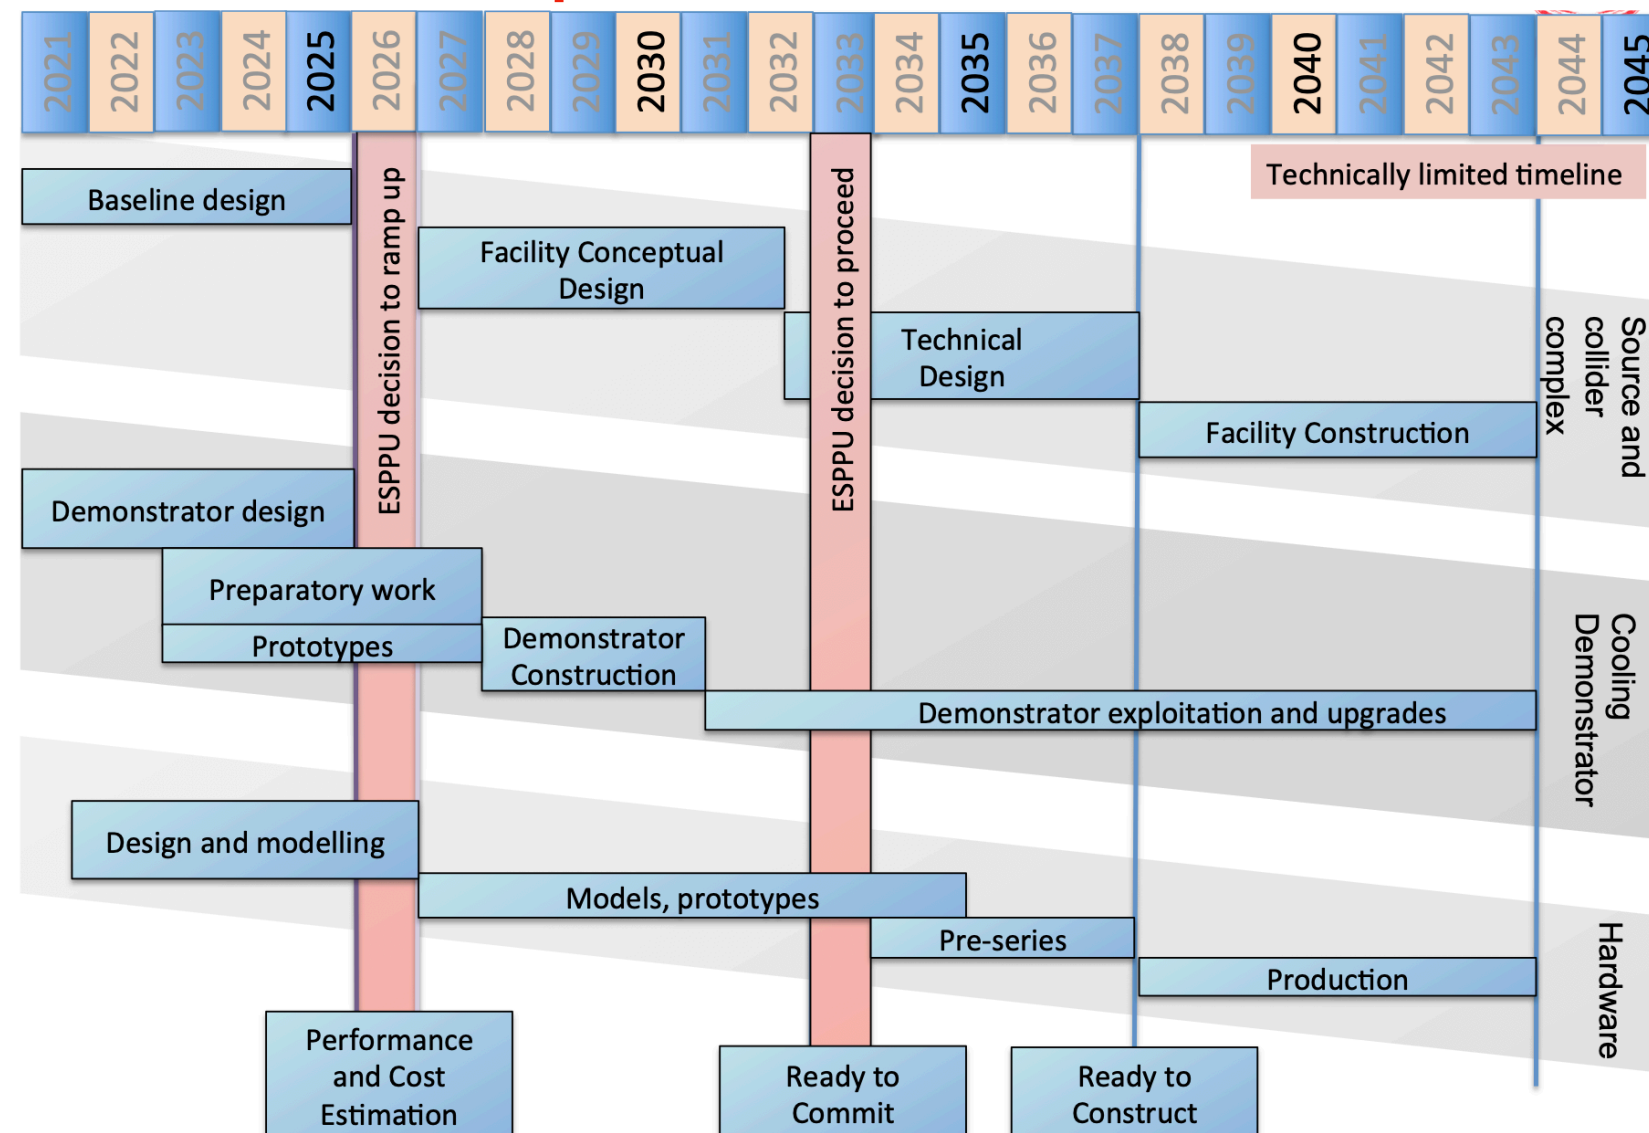 2021 2022 2023 2024 2025 2026 2027 2028 2029 2030 2031 2032 2033 2034 2035 2036 2037 2038 2039 2040 2041 2042 2043 2044 2045
Technically limited timeline
Baseline design
ESPPU decision to ramp up
Facility Conceptual
Design
ESPPU decision to proceed
Technical
Design
Facility Construction
Source and
collider
complex
Demonstrator design
Preparatory work
Prototypes
Demonstrator
Construction
Demonstrator exploitation and upgrades
Cooling
Demonstrator
Design and modelling
Models, prototypes
Pre-series
Production
Hardware
Performance
and Cost
Estimation
Ready to
Commit
Ready to
Construct